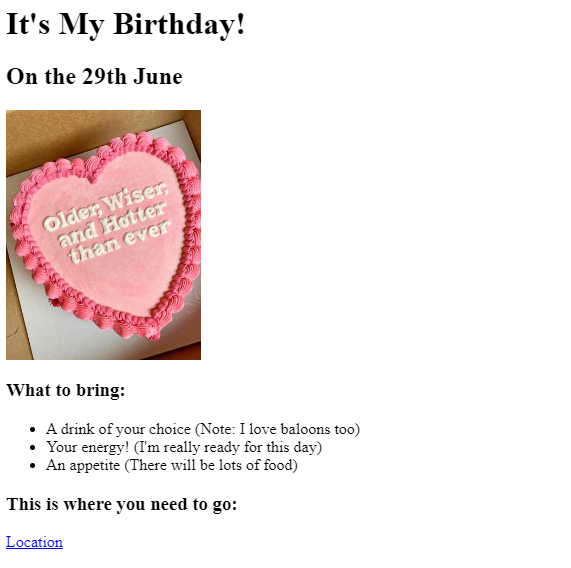 It's My Birthday!
On the 29th June
Older, Wiser,
and Hotter
than ever
What to bring:
A drink of your choice (Note: I love baloons too)
Your energy! (I'm really ready for this day)
An appetite (There will be lots of food)
This is where you need to go:
Location